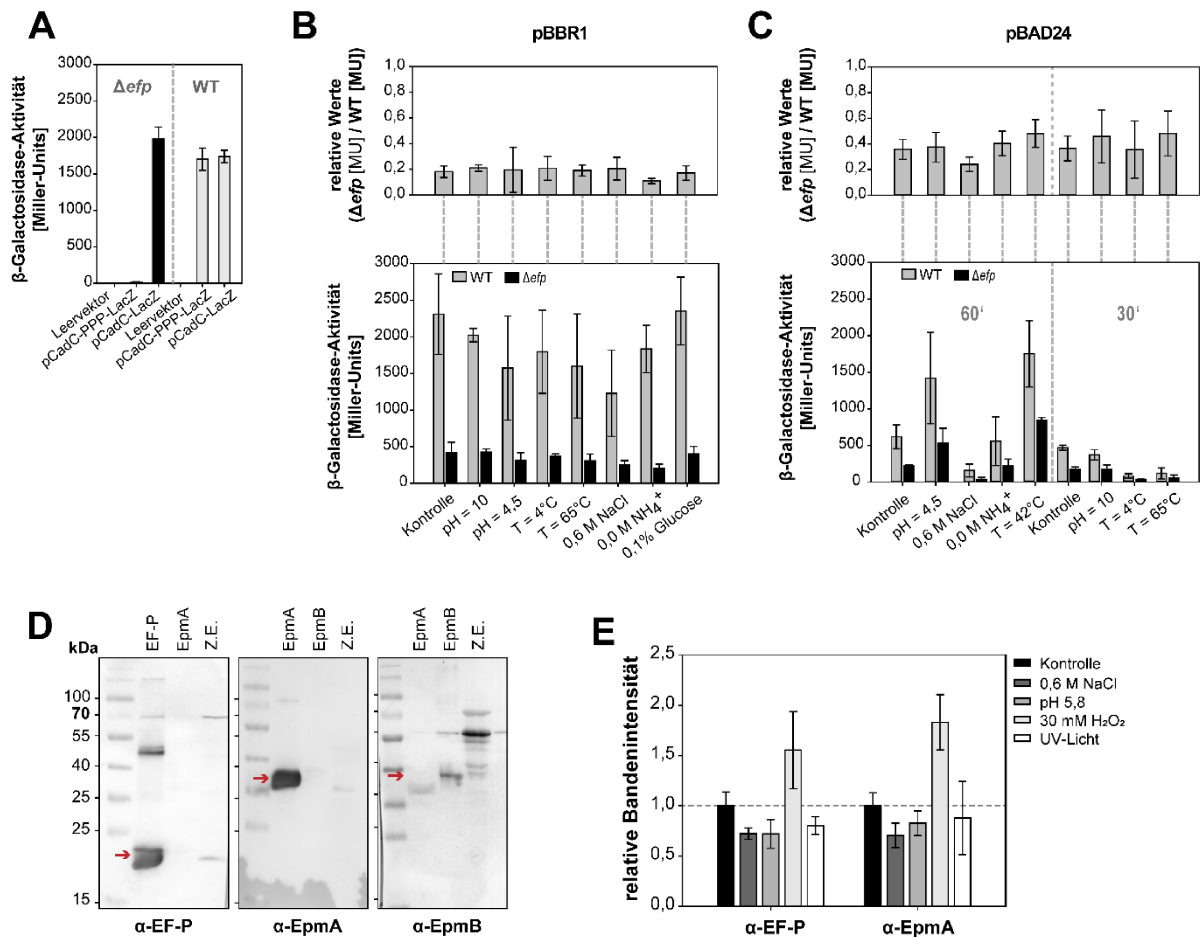 A
β-Galactosidase-Aktivität
[Miller-Units]
3000
2500
2000
1500
1000
500
0
Δefp
WT
Leervektor
pCadC-PPP-LacZ
pCadC-LacZ
Leervektor
pCadC-PPP-LacZ
pCadC-LacZ
B
pBBR1
relative Werte
(Δefp [MU] / WT [MU])
1,0
0,8
0,6
0,4
0,2
0,0
β-Galactosidase-Aktivität
[Miller-Units]
3000
2500
2000
1500
1000
500
0
WT
Δefp
Kontrolle
pH = 10
pH = 4,5
T = 4°C
T = 65°C
0,6 M NaCl
0,0 M NH₄⁺
0,1% Glucose
C
pBAD24
relative Werte
(Δefp [MU] / WT [MU])
1,0
0,8
0,6
0,4
0,2
0,0
β-Galactosidase-Aktivität
[Miller-Units]
3000
2500
2000
1500
1000
500
0
WT
Δefp
60'
30'
Kontrolle
pH = 4,5
0,6 M NaCl
0,0 M NH₄⁺
T = 42°C
Kontrolle
pH = 10
T = 4°C
T = 65°C
D
kDa
EF-P
EpmA
Z.E.
EpmA
EpmB
Z.E.
EpmA
EpmB
Z.E.
100
70
55
40
25
25
15
α-EF-P
α-EpmA
α-EpmB
E
relative Bandenintensität
2,5
2,0
1,5
1,0
0,5
0,0
α-EF-P
α-EpmA
Kontrolle
0,6 M NaCl
pH 5,8
30 mM H₂O₂
UV-Licht